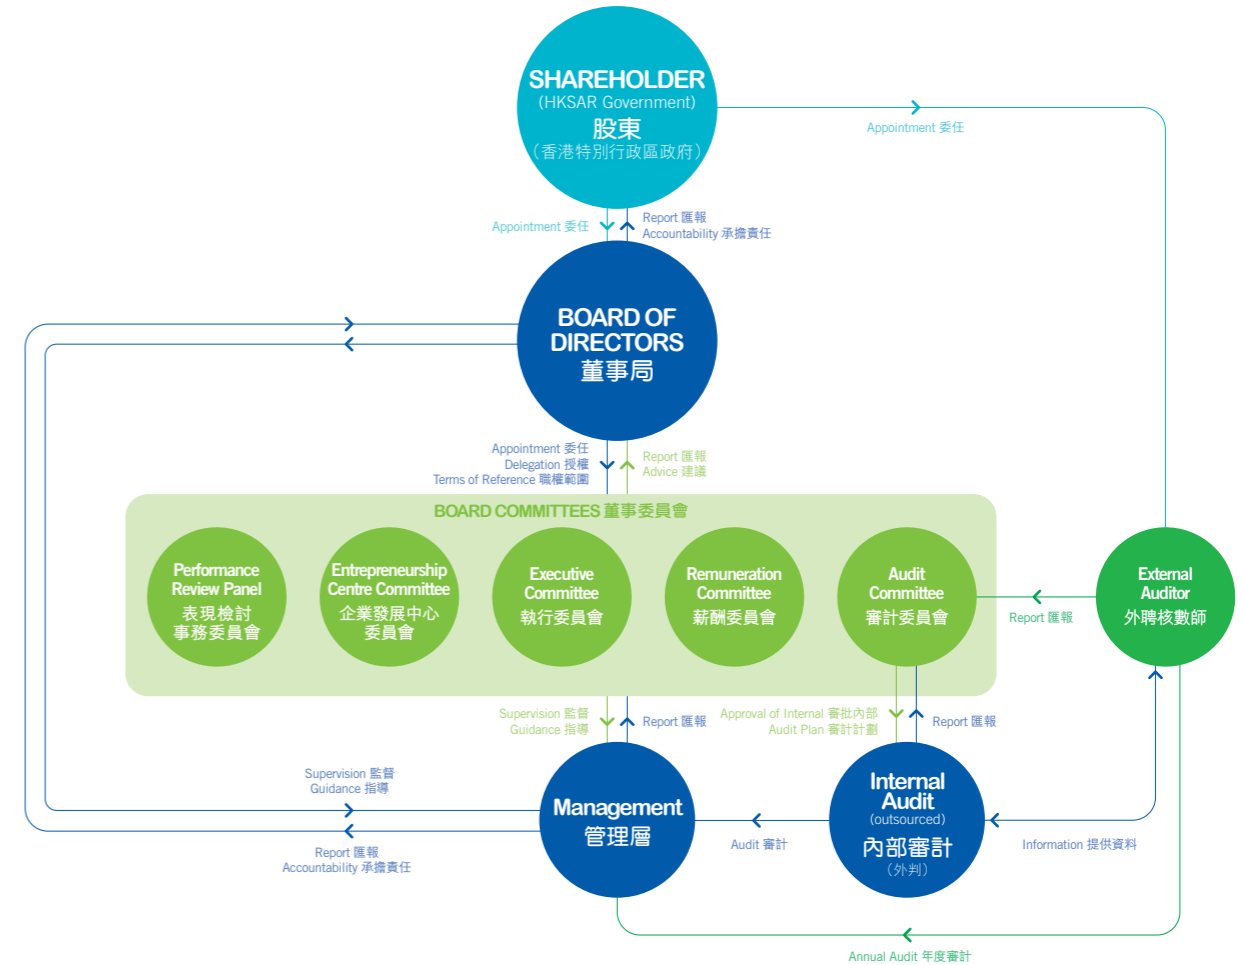 SHAREHOLDER
(HKSAR Government)
股東
（香港特別行政區政府）
Appointment 委任
Appointment 委任
Report 匯報
Accountability 承擔責任
BOARD OF
DIRECTORS
董事局
Appointment 委任
Delegation 授權
Terms of Reference 職權範圍
Report 匯報
Advice 建議
BOARD COMMITTEES 董事委員會
Performance
Review Panel
表現檢討
事務委員會
Entrepreneurship
Centre Committee
企業發展中心
委員會
Executive
Committee
執行委員會
Remuneration
Committee
薪酬委員會
Audit
Committee
審計委員會
Report 匯報
External
Auditor
外聘核數師
Supervision 監督
Guidance 指導
Report 匯報
Approval of Internal 審批內部
Audit Plan 審計計劃
Report 匯報
Supervision 監督
Guidance 指導
Report 匯報
Accountability 承擔責任
Management
管理層
Audit 審計
Internal
Audit
(outsourced)
內部審計
（外判）
Information 提供資料
Annual Audit 年度審計